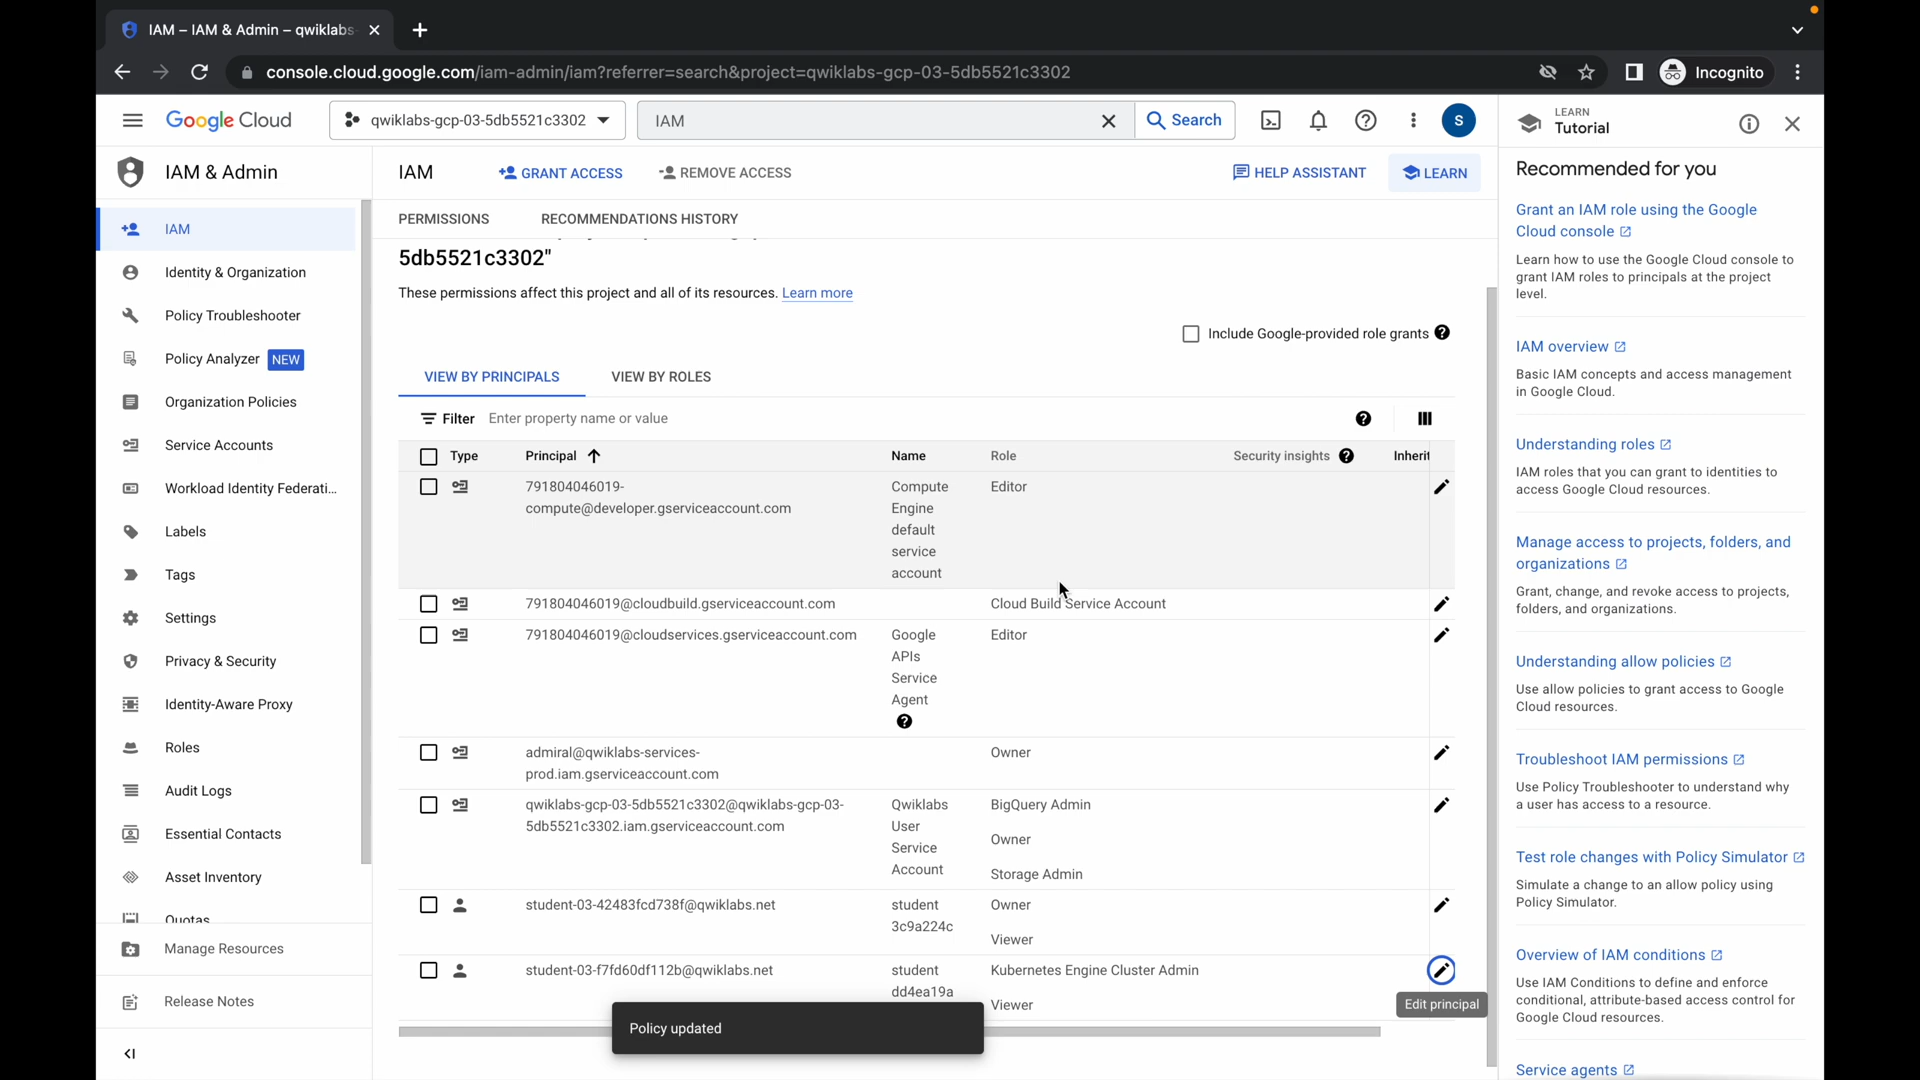 IAM – IAM & Admin – qwiklabs
console.cloud.google.com/iam-admin/iam?referrer=search&project=qwiklabs-gcp-03-5db5521c3302
Incognito
Google Cloud
qwiklabs-gcp-03-5db5521c3302
IAM
Search
S
LEARN
Tutorial
IAM & Admin
IAM
GRANT ACCESS
REMOVE ACCESS
HELP ASSISTANT
LEARN
IAM
Identity & Organization
Policy Troubleshooter
Policy Analyzer NEW
Organization Policies
Service Accounts
Workload Identity Federati...
Labels
Tags
Settings
Privacy & Security
Identity-Aware Proxy
Roles
Audit Logs
Essential Contacts
Asset Inventory
Quotas
Manage Resources
Release Notes
PERMISSIONS
RECOMMENDATIONS HISTORY
5db5521c3302"
These permissions affect this project and all of its resources. Learn more
Include Google-provided role grants
VIEW BY PRINCIPALS
VIEW BY ROLES
Filter Enter property name or value
Type Principal Name Role Security insights Inherit
791804046019-
compute@developer.gserviceaccount.com
Compute
Engine
default
service
account
Editor
791804046019@cloudbuild.gserviceaccount.com
Cloud Build Service Account
791804046019@cloudservices.gserviceaccount.com
Google
APIs
Service
Agent
Editor
admiral@qwiklabs-services-
prod.iam.gserviceaccount.com
Owner
qwiklabs-gcp-03-5db5521c3302@qwiklabs-gcp-03-
5db5521c3302.iam.gserviceaccount.com
Qwiklabs
User
Service
Account
BigQuery Admin
Owner
Storage Admin
student-03-42483fcd738f@qwiklabs.net
student
3c9a224c
Owner
Viewer
student-03-f7fd60df112b@qwiklabs.net
student
dd4ea19a
Kubernetes Engine Cluster Admin
Viewer
Edit principal
Policy updated
Recommended for you
Grant an IAM role using the Google
Cloud console
Learn how to use the Google Cloud console to
grant IAM roles to principals at the project
level.
IAM overview
Basic IAM concepts and access management
in Google Cloud.
Understanding roles
IAM roles that you can grant to identities to
access Google Cloud resources.
Manage access to projects, folders, and
organizations
Grant, change, and revoke access to projects,
folders, and organizations.
Understanding allow policies
Use allow policies to grant access to Google
Cloud resources.
Troubleshoot IAM permissions
Use Policy Troubleshooter to understand why
a user has access to a resource.
Test role changes with Policy Simulator
Simulate a change to an allow policy using
Policy Simulator.
Overview of IAM conditions
Use IAM Conditions to define and enforce
conditional, attribute-based access control for
Google Cloud resources.
Service agents